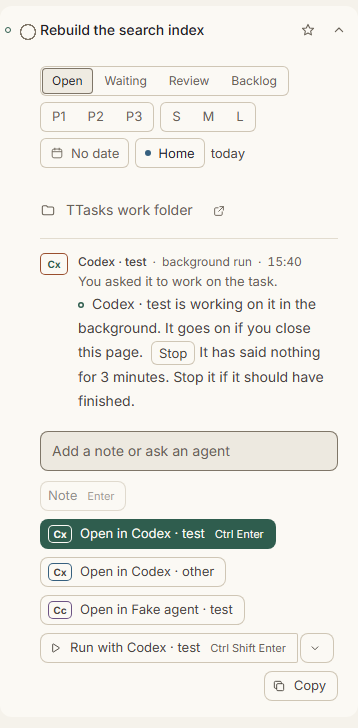 Rebuild the search index
Open Waiting Review Backlog
P1 P2 P3 S M L
No date Home today
TTasks work folder
Cx Codex · test · background run · 15:40
You asked it to work on the task.
Codex · test is working on it in the
background. It goes on if you close
this page. Stop It has said nothing
for 3 minutes. Stop it if it should have
finished.
Add a note or ask an agent
Note Enter
Cx Open in Codex · test Ctrl Enter
Cx Open in Codex · other
Cc Open in Fake agent · test
Run with Codex · test Ctrl Shift Enter
Copy